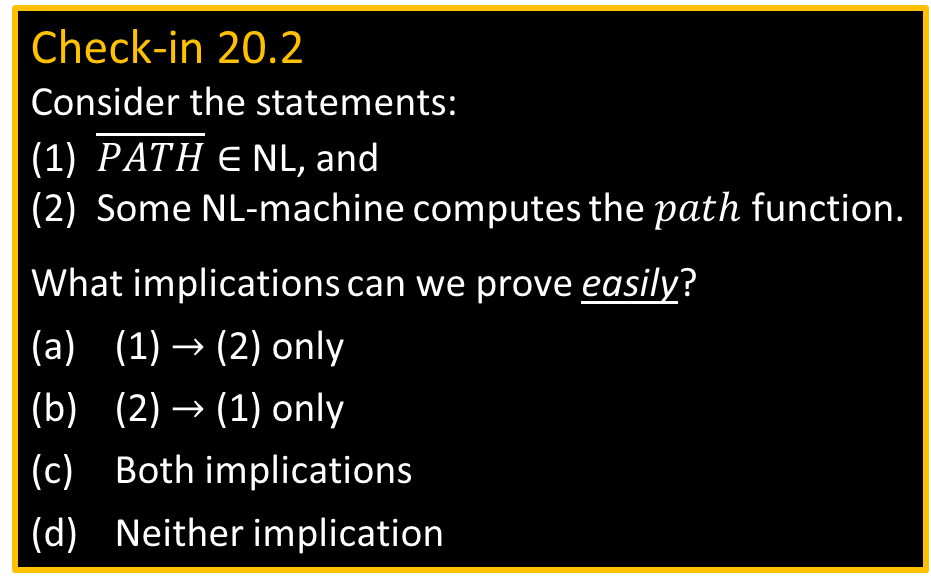 Check-in 20.2
Consider the statements:
(1) $\overline{PATH}$ ∈ NL, and
(2) Some NL-machine computes the path function.
What implications can we prove easily?
(a) (1) → (2) only
(b) (2) → (1) only
(c) Both implications
(d) Neither implication